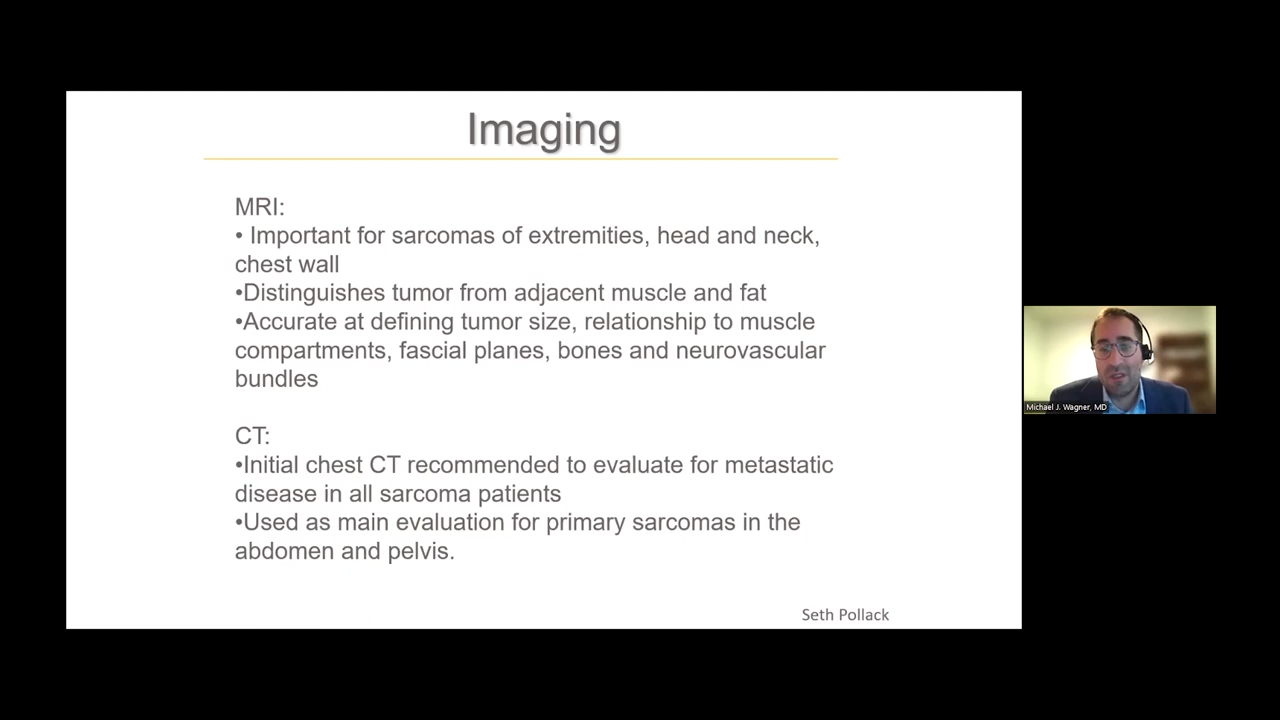 Imaging
MRI:
• Important for sarcomas of extremities, head and neck,
chest wall
•Distinguishes tumor from adjacent muscle and fat
•Accurate at defining tumor size, relationship to muscle
compartments, fascial planes, bones and neurovascular
bundles
CT:
•Initial chest CT recommended to evaluate for metastatic
disease in all sarcoma patients
•Used as main evaluation for primary sarcomas in the
abdomen and pelvis.
Seth Pollack
Michael J. Wagner, MD